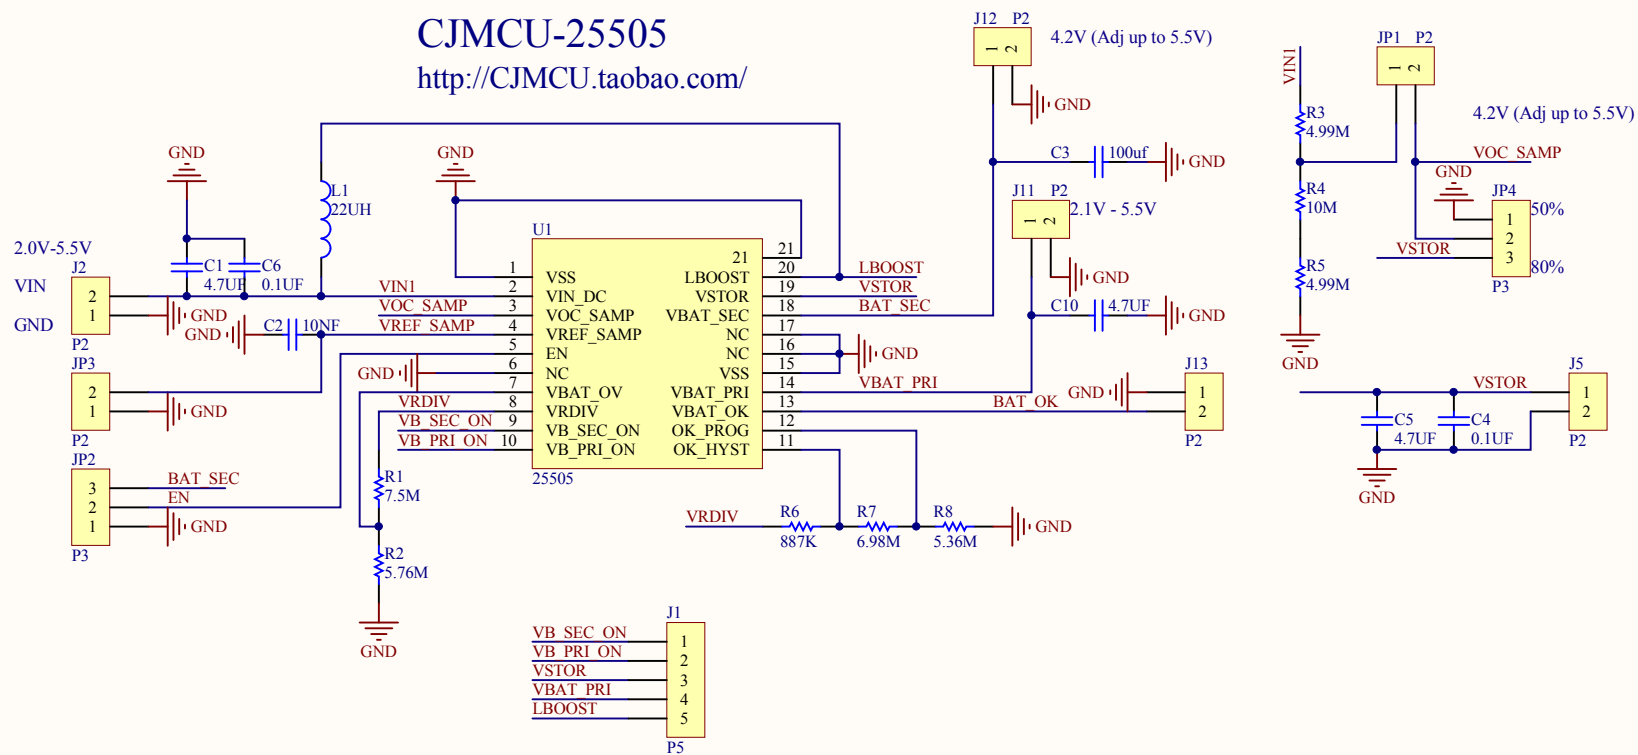 CJMCU-25505
http://CJMCU.taobao.com/
J12 P2
1 2
4.2V (Adj up to 5.5V)
GND
C3 100uf
GND
J11 P2
1 2
2.1V - 5.5V
GND
C10 4.7UF
GND
JP1 P2
1 2
VIN1
R3
4.99M
R4
10M
R5
4.99M
GND
4.2V (Adj up to 5.5V)
VOC_SAMP
GND
JP4
1 50%
2
VSTOR 3
80%
P3
GND
C1
4.7UF
C6
0.1UF
L1
22UH
GND
2.0V-5.5V
J2
VIN 2
GND 1
P2
GND
GND C2 10NF
JP3
2
1
P2
GND
JP2
3 BAT_SEC
2 EN
1 GND
P3
VIN1
VOC_SAMP
VREF_SAMP
GND
VRDIV
VB_SEC_ON
VB_PRI_ON
R1
7.5M
R2
5.76M
GND
U1
21 21
1 VSS LBOOST 20 LBOOST
2 VIN_DC VSTOR 19 VSTOR
3 VOC_SAMP VBAT_SEC 18 BAT_SEC
4 VREF_SAMP NC 17
5 EN NC 16 GND
6 NC VSS 15
7 VBAT_OV VBAT_PRI 14 VBAT_PRI
8 VRDIV VBAT_OK 13 BAT_OK
9 VB_SEC_ON OK_PROG 12
10 VB_PRI_ON OK_HYST 11
25505
GND
J13
1
2
P2
VRDIV
R6
887K
R7
6.98M
R8
5.36M
GND
VSTOR
J5
1
2
P2
C5
4.7UF
C4
0.1UF
GND
J1
VB_SEC_ON 1
VB_PRI_ON 2
VSTOR 3
VBAT_PRI 4
LBOOST 5
P5